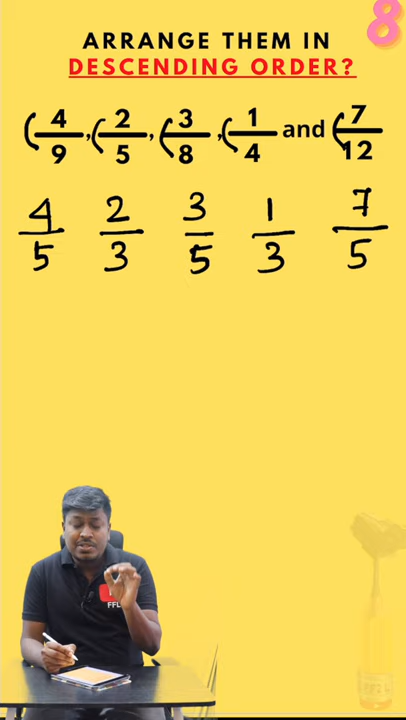 8
ARRANGE THEM IN
DESCENDING ORDER?
4/9, 2/5, 3/8, 1/4 and 7/12
4/5 2/3 3/5 1/3 7/5
FFL